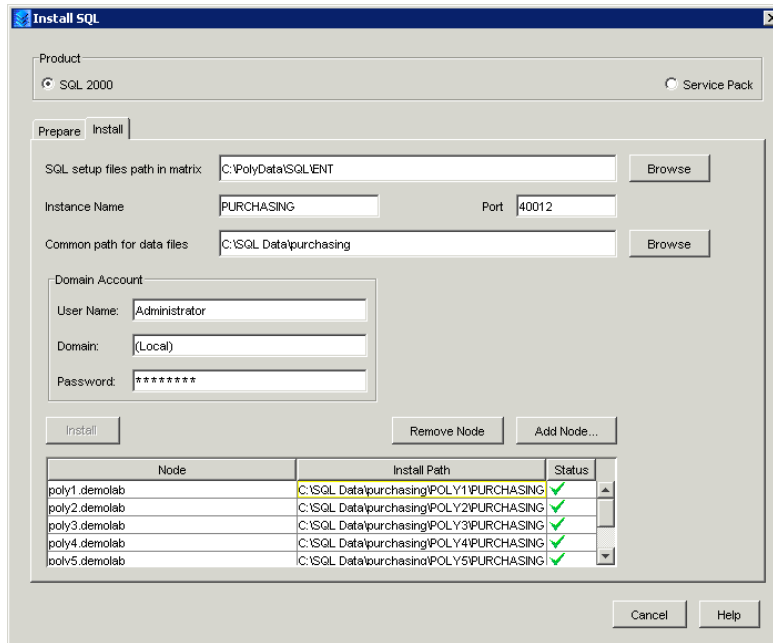 Install SQL
Product
SQL 2000 Service Pack
Prepare Install
SQL setup files path in matrix C:\PolyData\SQL\ENT Browse
Instance Name PURCHASING Port 40012
Common path for data files C:\SQL Data\purchasing Browse
Domain Account
User Name: Administrator
Domain: (Local)
Password: ********
Install Remove Node Add Node...
Node Install Path Status
poly1.demolab C:\SQL Data\purchasing\POLY1\PURCHASING
poly2.demolab C:\SQL Data\purchasing\POLY2\PURCHASING
poly3.demolab C:\SQL Data\purchasing\POLY3\PURCHASING
poly4.demolab C:\SQL Data\purchasing\POLY4\PURCHASING
poly5.demolab C:\SQL Data\purchasing\POLY5\PURCHASING
Cancel Help